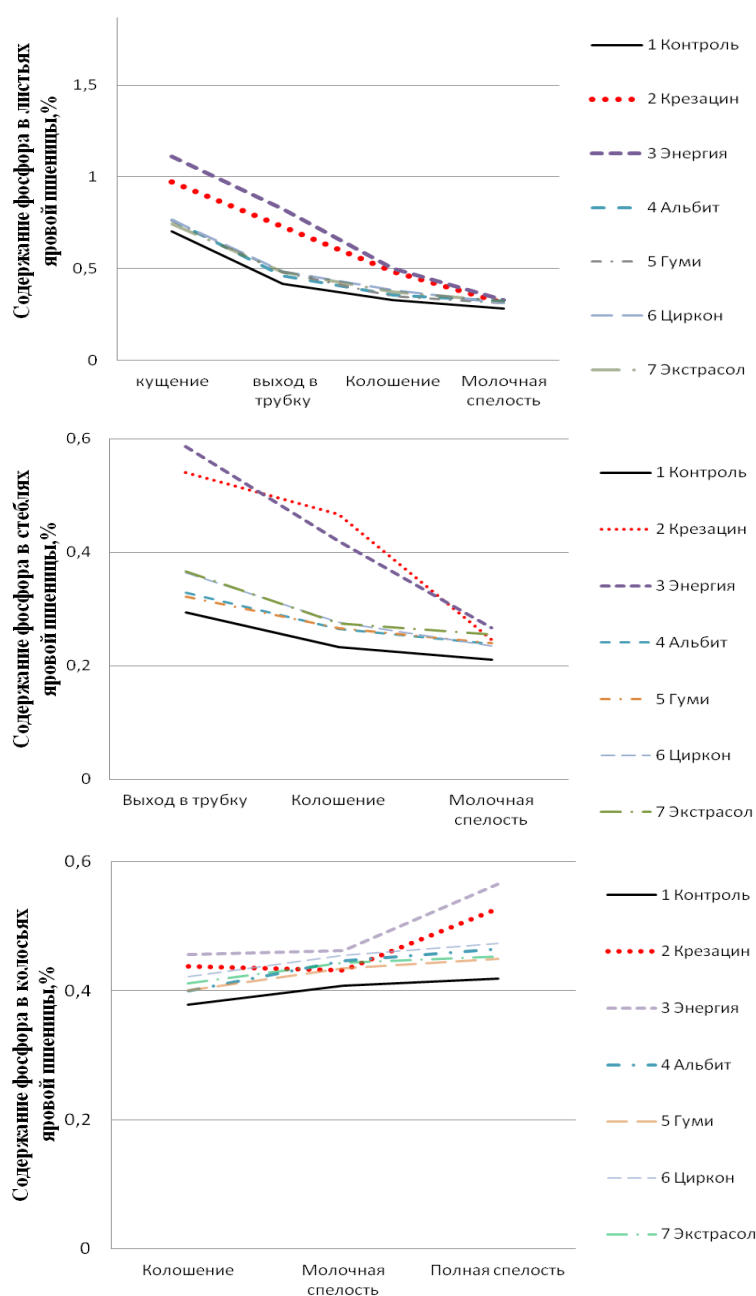 Содержание фосфора в листьях
яровой пшеницы,%
1,5
1
0,5
0
кущение
выход в
трубку
Колошение
Молочная
спелость
1 Контроль
2 Крезацин
3 Энергия
4 Альбит
5 Гуми
6 Циркон
7 Экстрасол
Содержание фосфора в стеблях
яровой пшеницы,%
0,6
0,4
0,2
0
Выход в трубку
Колошение
Молочная
спелость
1 Контроль
2 Крезацин
3 Энергия
4 Альбит
5 Гуми
6 Циркон
7 Экстрасол
Содержание фосфора в колосьях
яровой пшеницы,%
0,6
0,4
0,2
0
Колошение
Молочная
спелость
Полная спелость
1 Контроль
2 Крезацин
3 Энергия
4 Альбит
5 Гуми
6 Циркон
7 Экстрасол